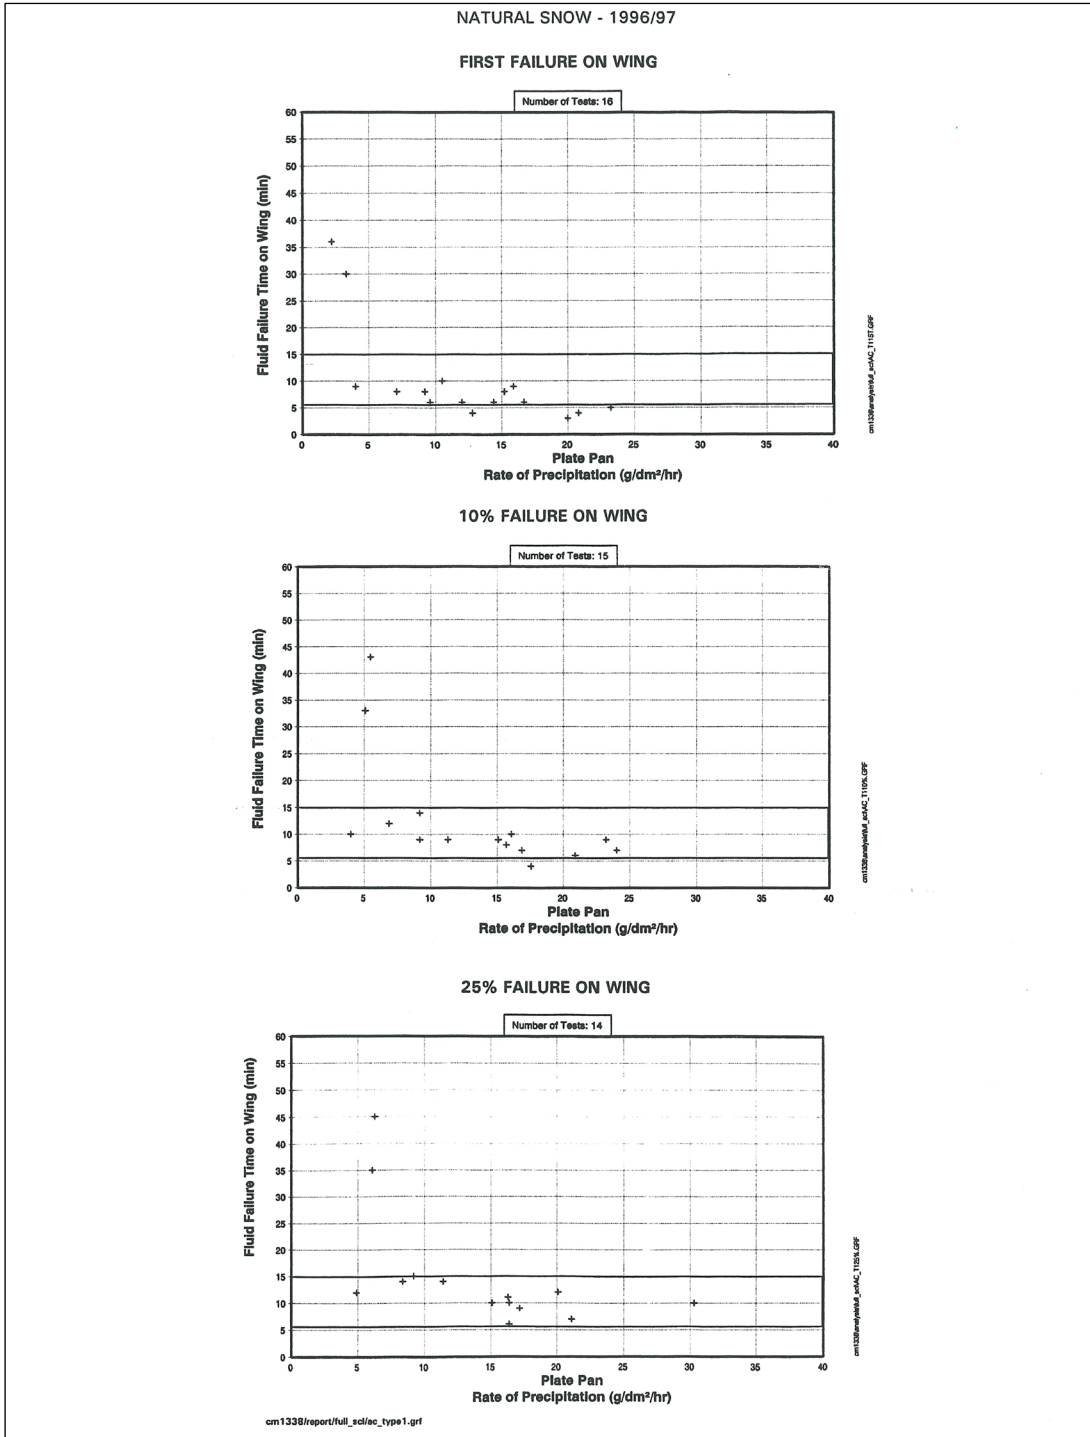 NATURAL SNOW - 1996/97
FIRST FAILURE ON WING
Number of Tests: 16
Fluid Failure Time on Wing (min)
60
55
50
45
40
35
30
25
20
15
10
5
0
0 5 10 15 20 25 30 35 40
Plate Pan
Rate of Precipitation (g/dm²/hr)
10% FAILURE ON WING
Number of Tests: 15
Fluid Failure Time on Wing (min)
60
55
50
45
40
35
30
25
20
15
10
5
0
0 5 10 15 20 25 30 35 40
Plate Pan
Rate of Precipitation (g/dm²/hr)
25% FAILURE ON WING
Number of Tests: 14
Fluid Failure Time on Wing (min)
60
55
50
45
40
35
30
25
20
15
10
5
0
0 5 10 15 20 25 30 35 40
Plate Pan
Rate of Precipitation (g/dm²/hr)
cm1338/report/full_scl/ac_type1.grf